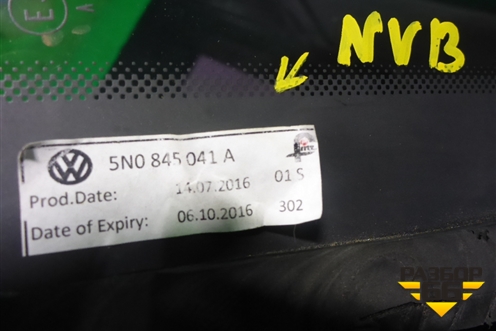 NVB
5N0 845 041 A
Prod.Date: 14.07.2016 01 S
Date of Expiry: 06.10.2016 302
РАЗБОР